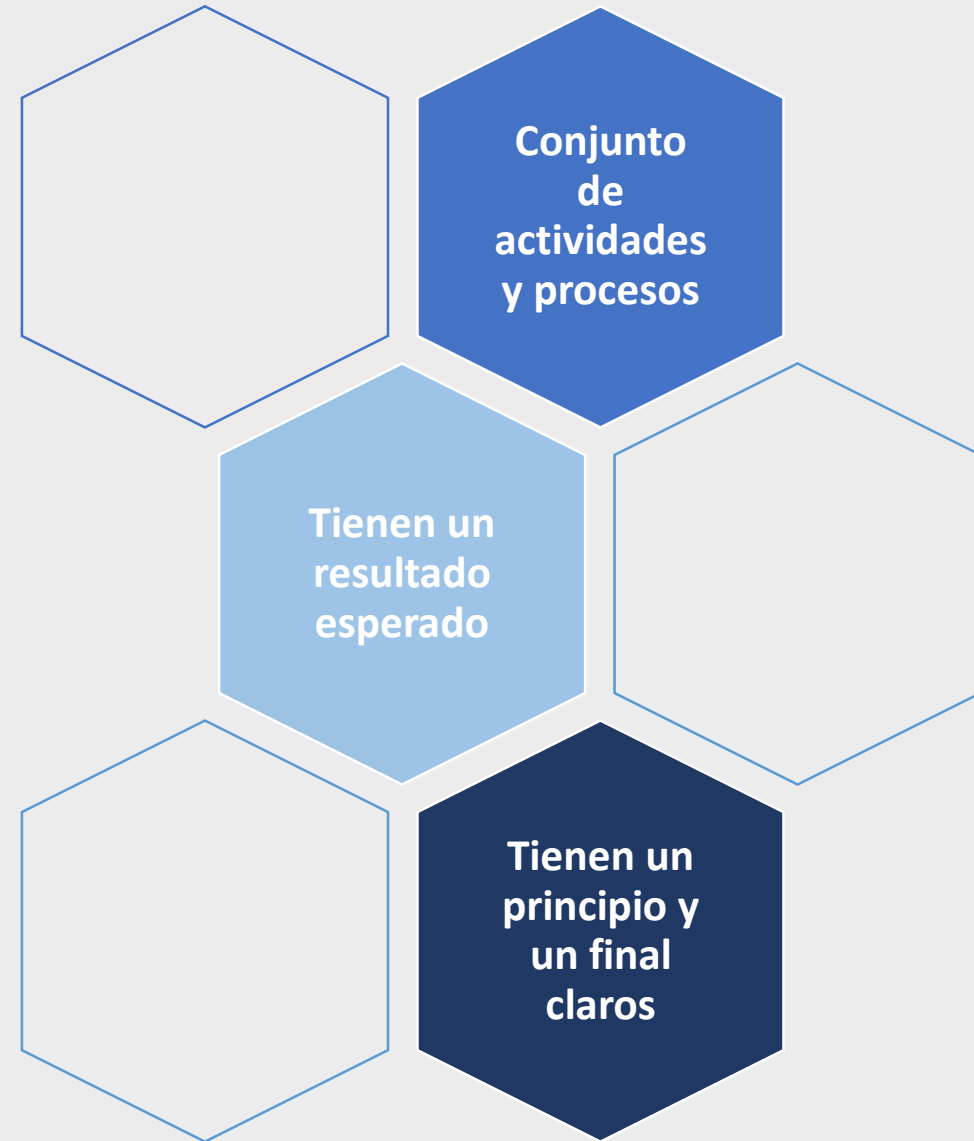 Conjunto
de
actividades
y procesos
Tienen un
resultado
esperado
Tienen un
principio y
un final
claros